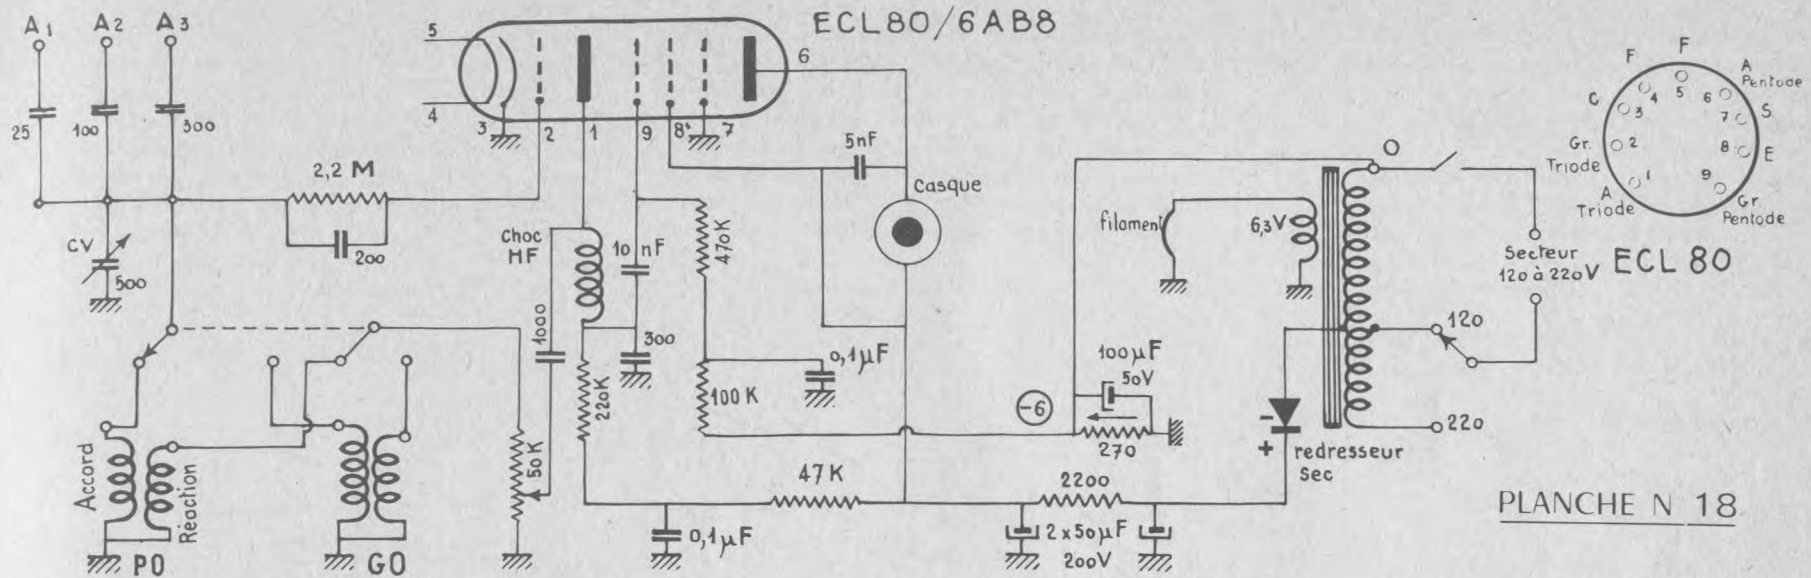 A1
A2
A3
25
100
300
2,2 M
200
CV
500
ECL80/6AB8
5
4
3
2
1
9
8
7
6
5nF
Casque
Choc
HF
10 nF
470K
1000
300
220K
0,1µF
100 K
50K
47K
0,1µF
-6
100µF
50V
270
2200
2x50µF
200V
filament
6,3V
O
120
220
Secteur
120 à 220V
-
+
redresseur
Sec
Accord
Réaction
PO
GO
F
F
A
Pentode
C
S
Gr.
Triode
E
A
Triode
Gr.
Pentode
1
2
3
4
5
6
7
8
9
ECL 80
PLANCHE N 18